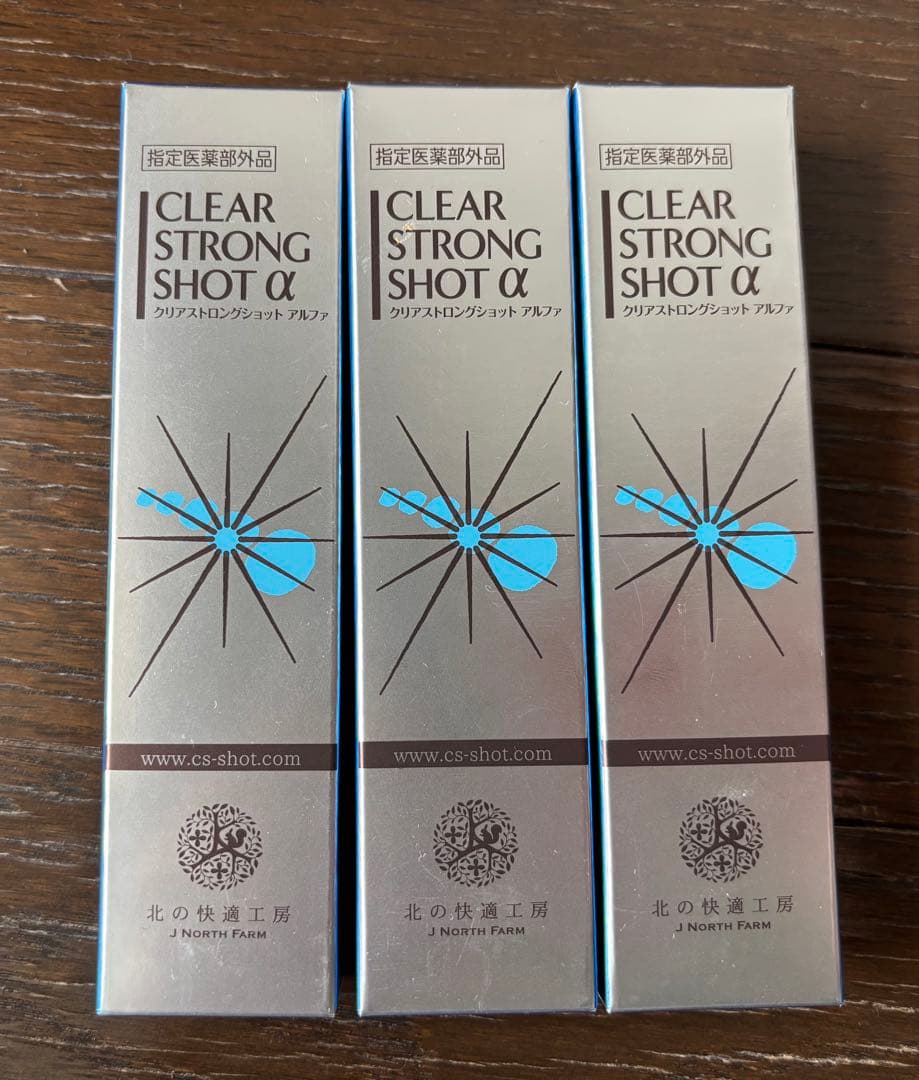 指定医薬部外品
CLEAR
STRONG
SHOT α
クリアストロングショット アルファ
www.cs-shot.com
北の快適工房
J NORTH FARM
指定医薬部外品
CLEAR
STRONG
SHOT α
クリアストロングショット アルファ
www.cs-shot.com
北の快適工房
J NORTH FARM
指定医薬部外品
CLEAR
STRONG
SHOT α
クリアストロングショット アルファ
www.cs-shot.com
北の快適工房
J NORTH FARM